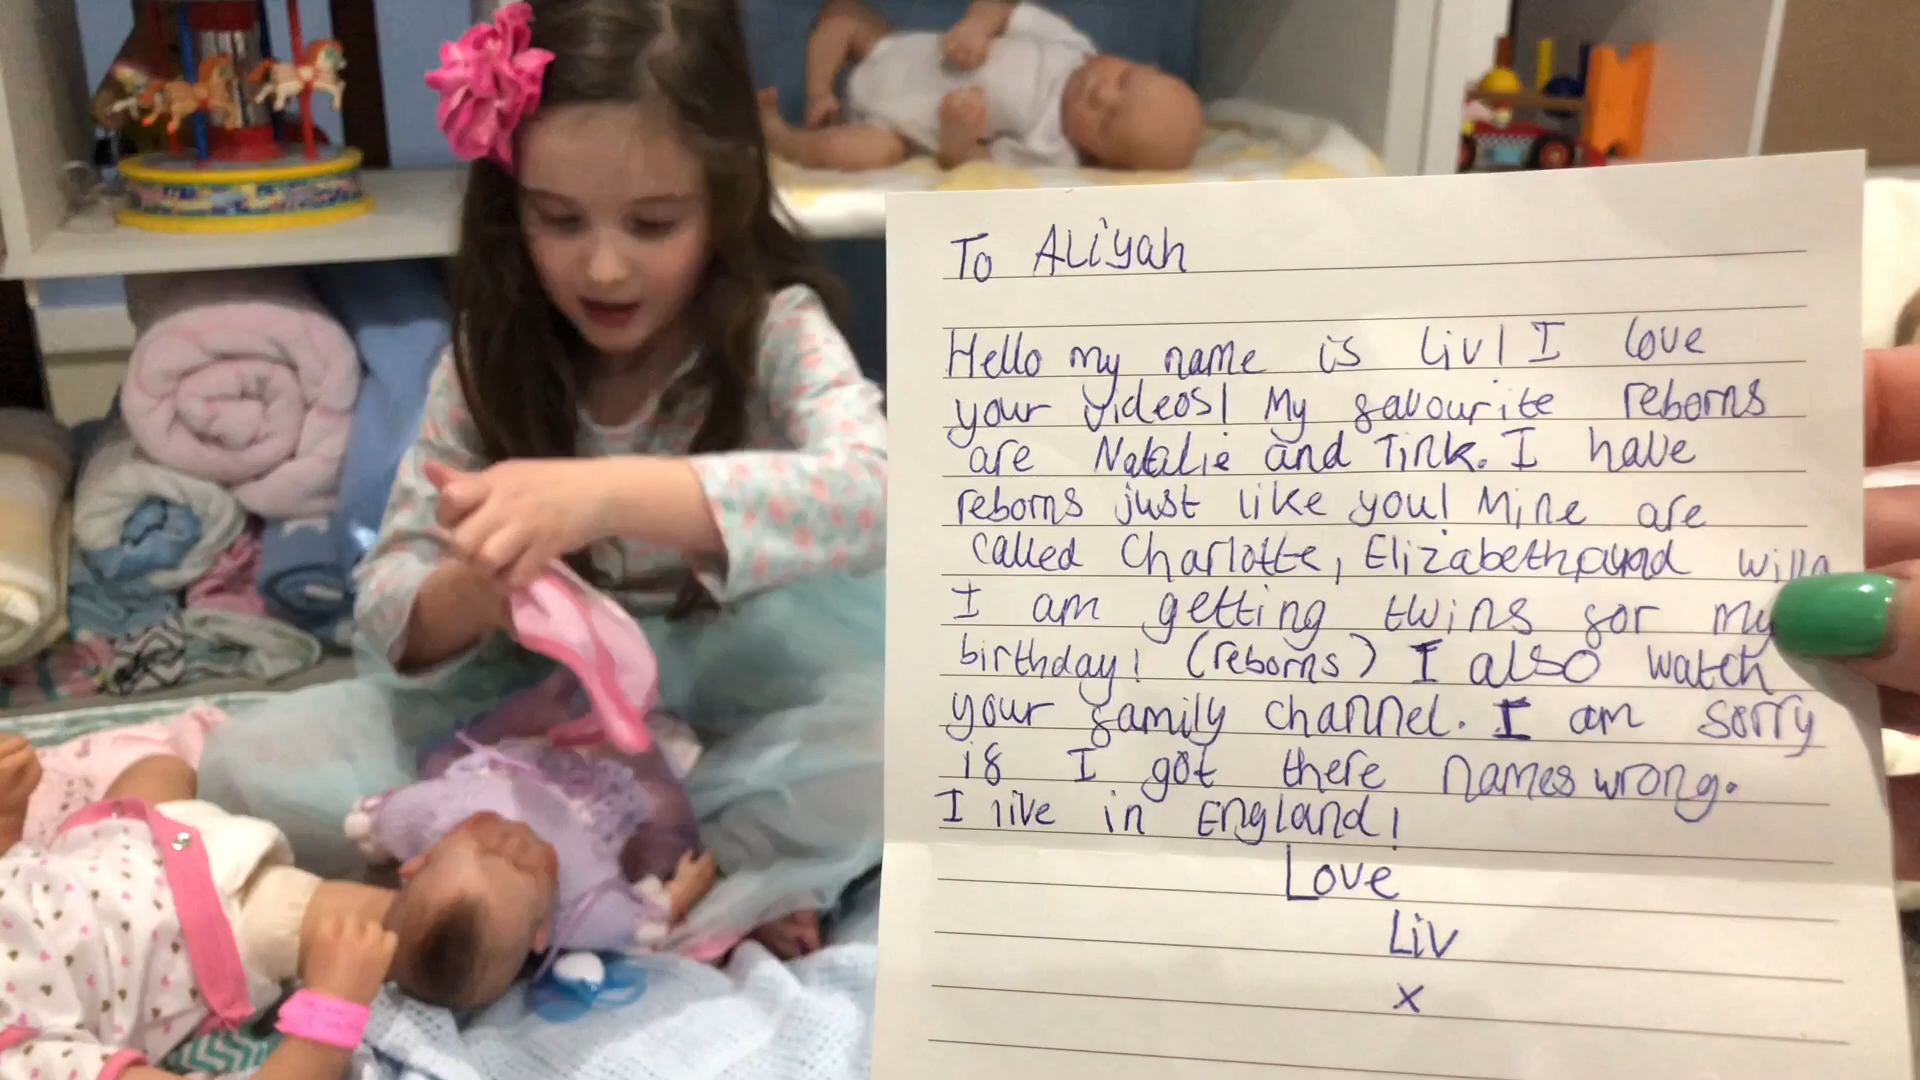 To ALiyah
Hello my name is Liv! I love
your videos! My favourite reborns
are Natalie and Tink. I have
reborns just like you! Mine are
called Charlotte, Elizabeth and
I am getting twins for my
birthday! (reborns) I also watch
your family channel. I am sorry
if I got there names wrong.
I live in England!
Love
Liv
x